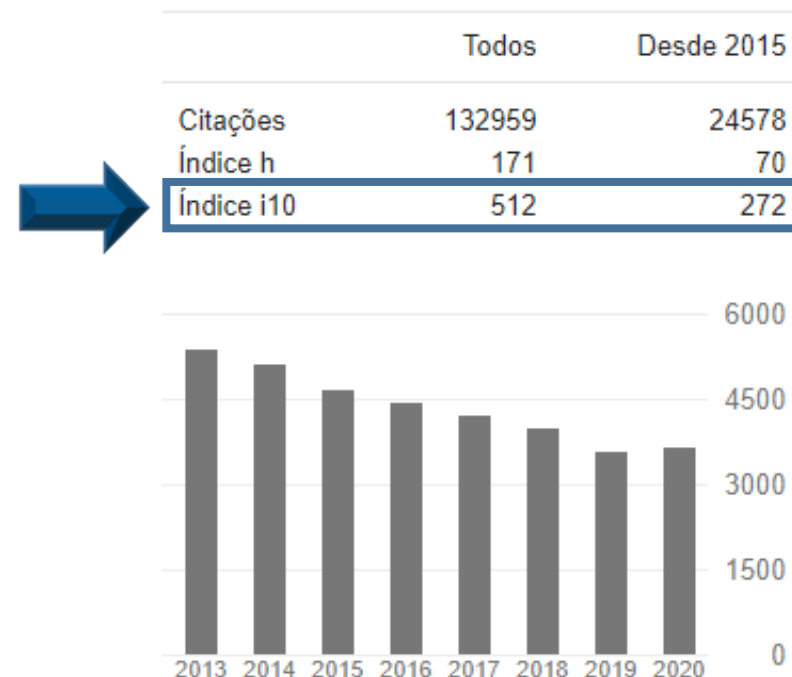 Todos Desde 2015
Citações 132959 24578
Índice h 171 70
Índice i10 512 272
6000
4500
3000
1500
0
2013 2014 2015 2016 2017 2018 2019 2020